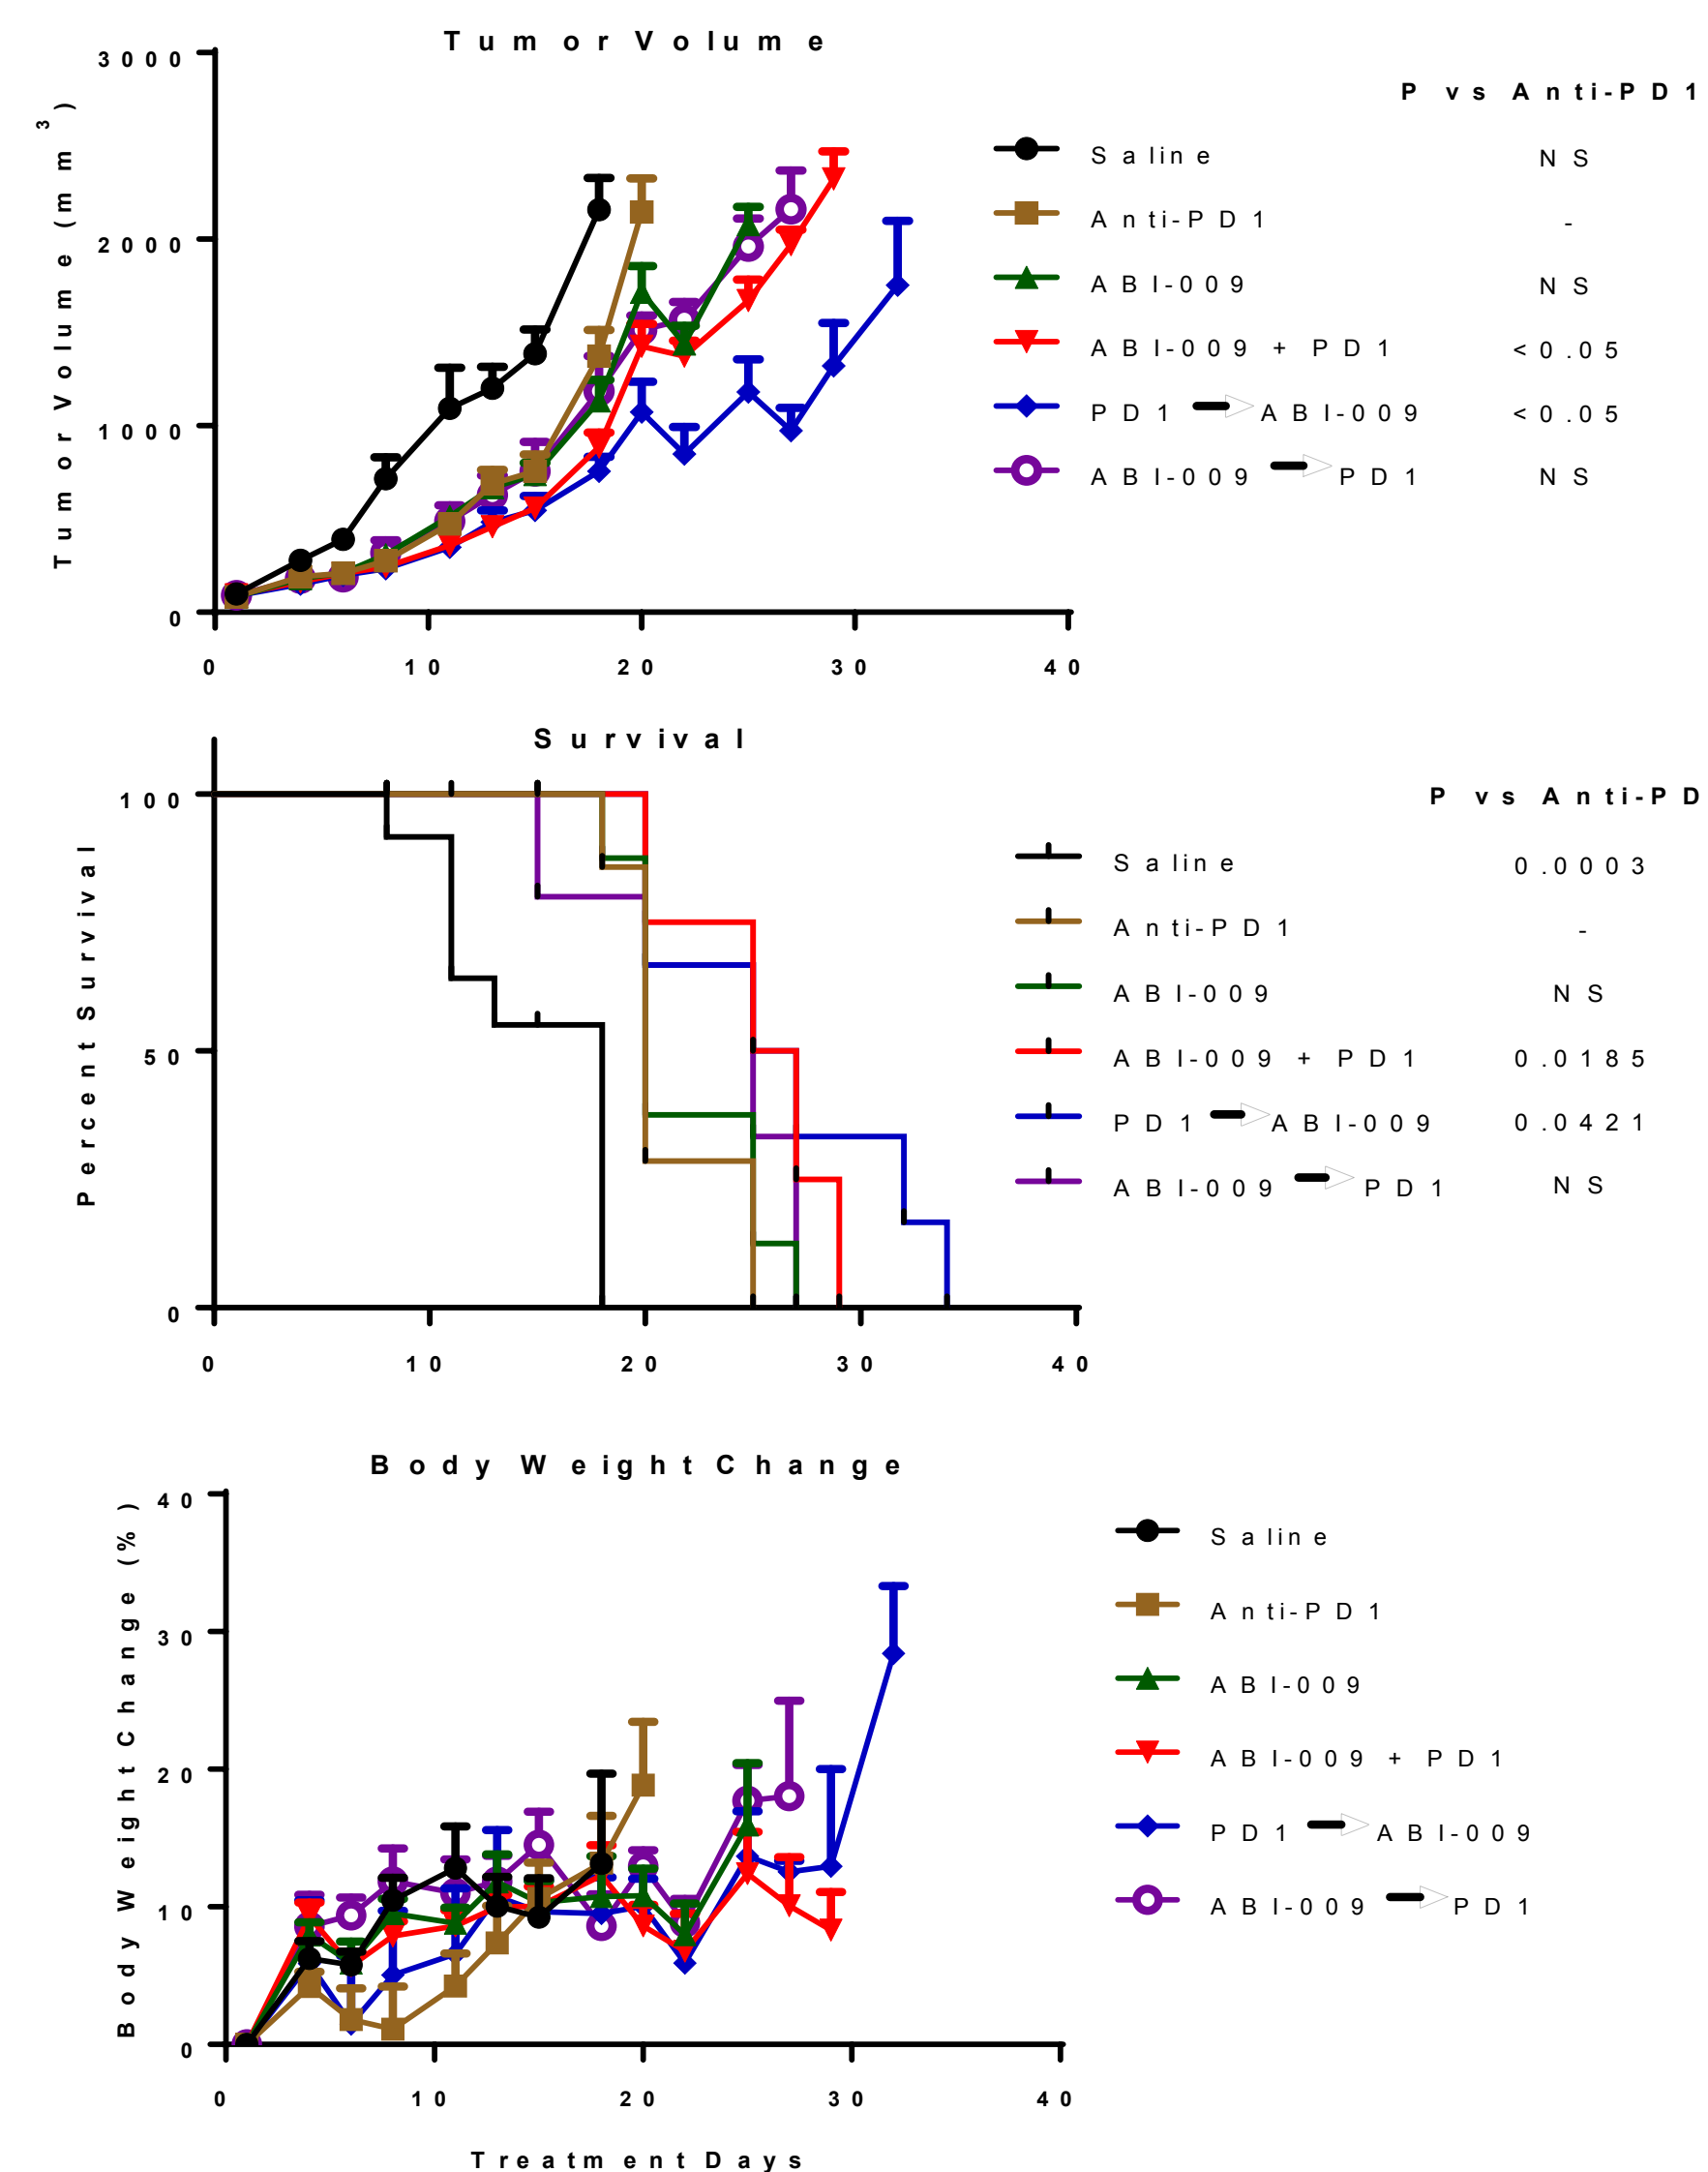 Tumor Volume
P vs Anti-PD1
Tumor Volume (mm3)
3000
2000
1000
0
0 10 20 30 40
Saline NS
Anti-PD1 -
ABI-009 NS
ABI-009 + PD1 <0.05
PD1 ABI-009 <0.05
ABI-009 PD1 NS
Survival
P vs Anti-PD
Percent Survival
100
50
0
0 10 20 30 40
Saline 0.0003
Anti-PD1 -
ABI-009 NS
ABI-009 + PD1 0.0185
PD1 ABI-009 0.0421
ABI-009 PD1 NS
Body Weight Change
Body Weight Change (%)
40
30
20
10
0
0 10 20 30 40
Treatment Days
Saline
Anti-PD1
ABI-009
ABI-009 + PD1
PD1 ABI-009
ABI-009 PD1